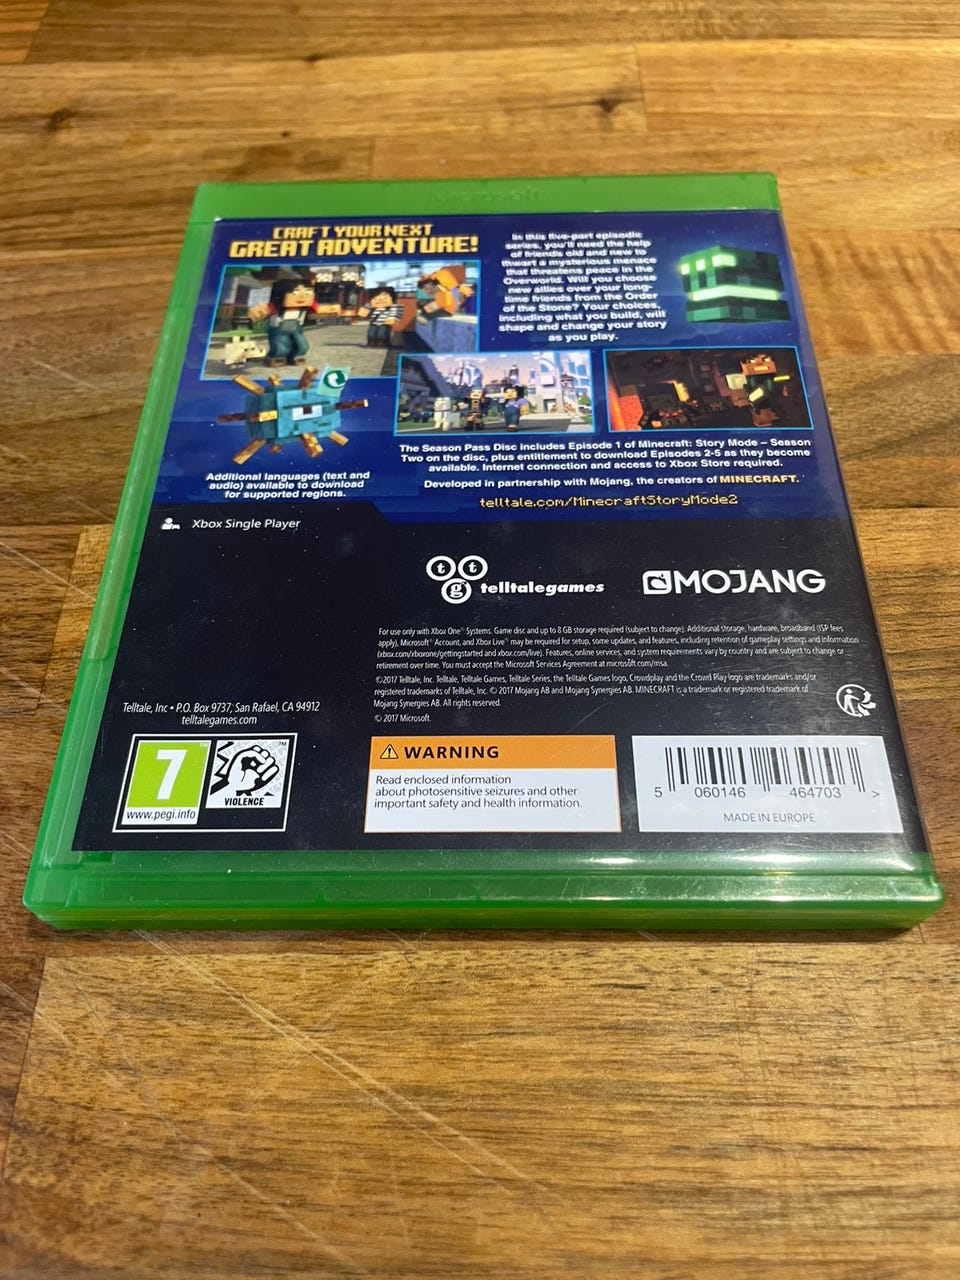 Microsoft
CRAFT YOUR NEXT
GREAT ADVENTURE!
In this five-part episodic
series, you'll need the help
of friends old and new to
thwart a mysterious menace
that threatens peace in the
Overworld. Will you choose
new allies over your long-
time friends from the Order
of the Stone? Your choices,
including what you build, will
shape and change your story
as you play.
The Season Pass Disc includes Episode 1 of Minecraft: Story Mode – Season
Two on the disc, plus entitlement to download Episodes 2-5 as they become
available. Internet connection and access to Xbox Store required.
Developed in partnership with Mojang, the creators of MINECRAFT.
telltale.com/MinecraftStoryMode2
Additional languages (text and
audio) available to download
for supported regions.
Xbox Single Player
ttg telltalegames
MOJANG
For use only with Xbox One® Systems. Game disc and up to 8 GB storage required (subject to change). Additional storage, hardware, broadband (ISP fees
apply), Microsoft® Account, and Xbox Live® may be required for setup, some updates, and features, including retention of gameplay settings and information
(xbox.com/xboxone/gettingstarted and xbox.com/live). Features, online services, and system requirements vary by country and are subject to change or
retirement over time. You must accept the Microsoft Services Agreement at microsoft.com/msa.
©2017 Telltale, Inc. Telltale, Telltale Games, Telltale Series, the Telltale Games logo, Crowdplay and the Crowd Play logo are trademarks and/or
registered trademarks of Telltale, Inc. © 2017 Mojang AB and Mojang Synergies AB. MINECRAFT is a trademark or registered trademark of
Mojang Synergies AB. All rights reserved.
© 2017 Microsoft.
Telltale, Inc • P.O. Box 9737, San Rafael, CA 94912
telltalegames.com
7™
www.pegi.info
VIOLENCE
™
WARNING
Read enclosed information
about photosensitive seizures and other
important safety and health information.
5 060146 464703 >
MADE IN EUROPE